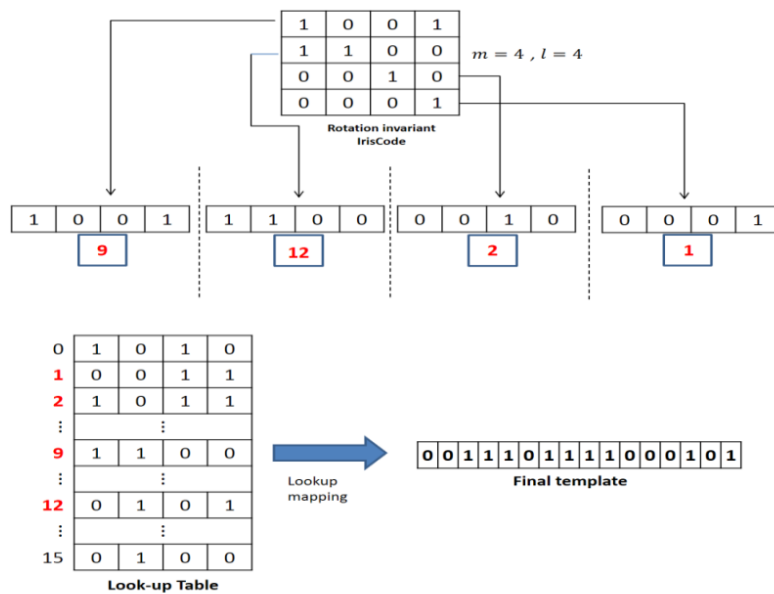 1 0 0 1
1 1 0 0
0 0 1 0
0 0 0 1
m = 4 , l = 4
Rotation invariant
IrisCode
1 0 0 1
1 1 0 0
0 0 1 0
0 0 0 1
9
12
2
1
0 1 0 1 0
1 0 0 1 1
2 1 0 1 1
⋮ ⋮
9 1 1 0 0
⋮ ⋮
12 0 1 0 1
⋮ ⋮
15 0 1 0 0
Look-up Table
Lookup
mapping
0 0 1 1 1 0 1 1 1 1 0 0 0 1 0 1
Final template